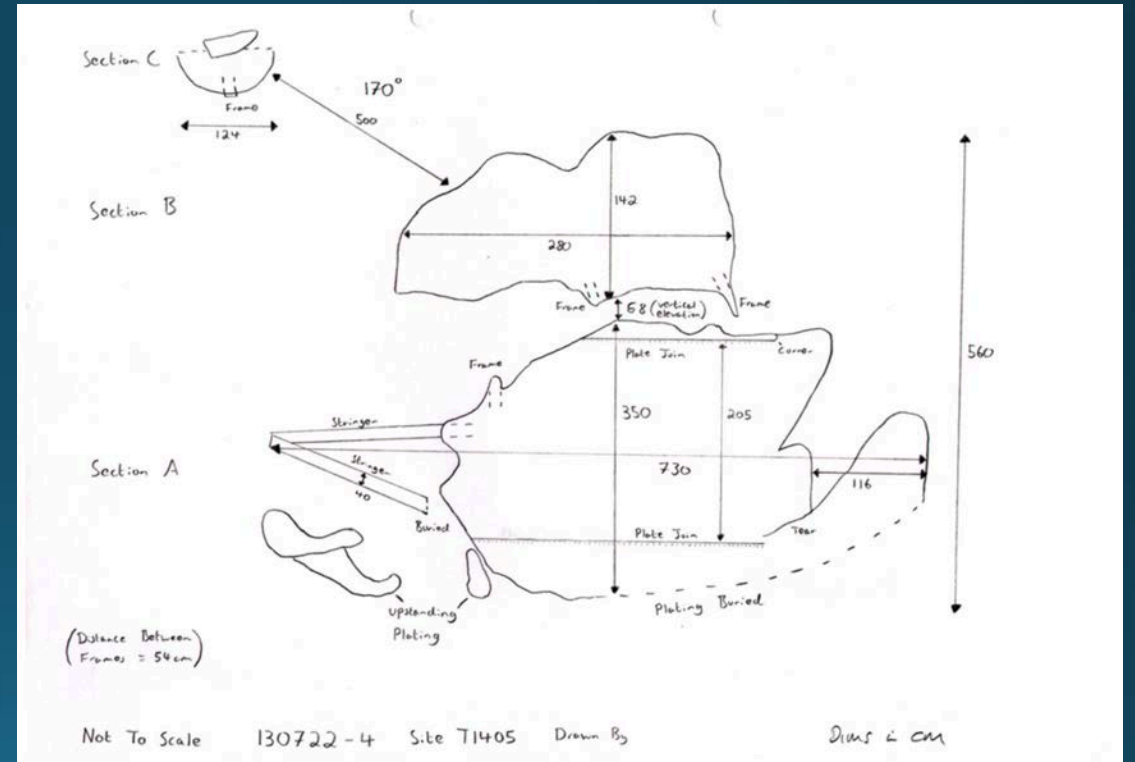 Section C
Frame
124
170°
500
Section B
142
280
Frame
68 (vertical elevation)
Frame
Plate Join
Corner
Frame
560
350
205
Stringer
Section A
730
Stringer
40
116
Buried
Plate Join
Tear
Upstanding
Plating
Plating Buried
(Distance Between
Frames = 54cm)
Not To Scale 130722-4 Site T1405 Drawn By
Dims in cm